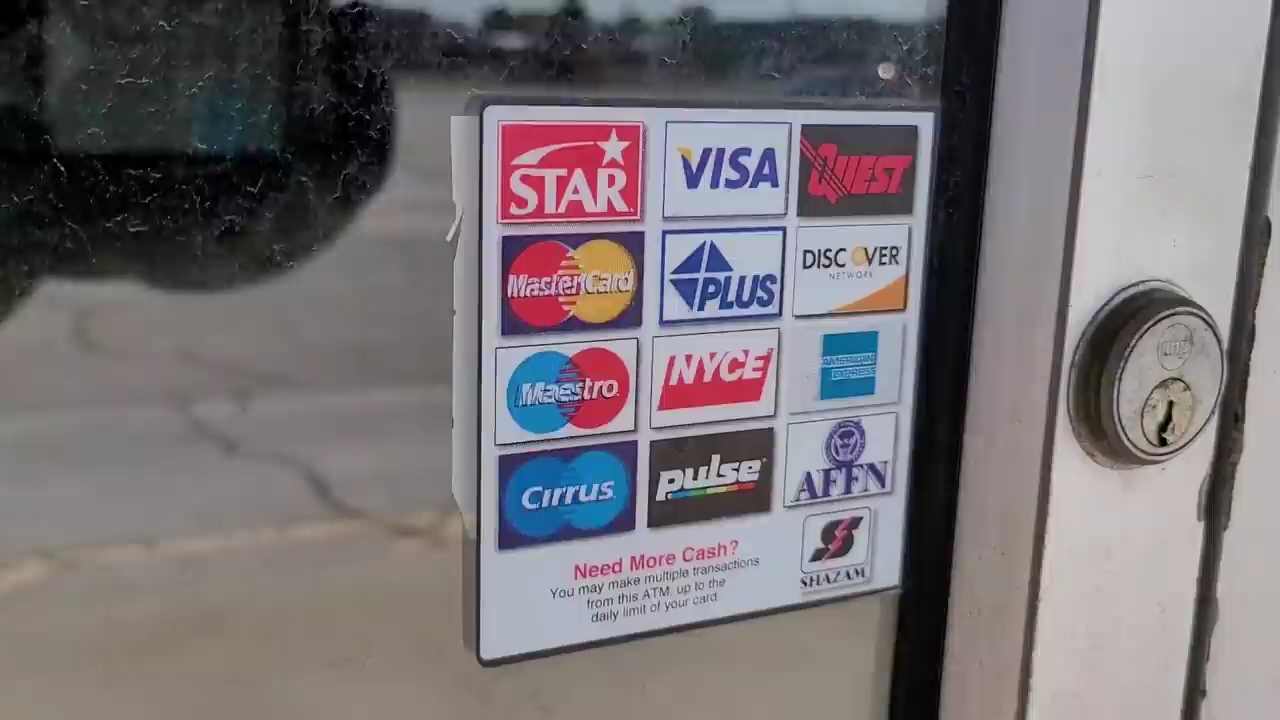 STAR
VISA
QUEST
MasterCard
PLUS
DISCOVER
NETWORK
Maestro
NYCE
AMERICAN
EXPRESS
Cirrus
pulse
AFFN
SHAZAM
Need More Cash?
You may make multiple transactions
from this ATM, up to the
daily limit of your card